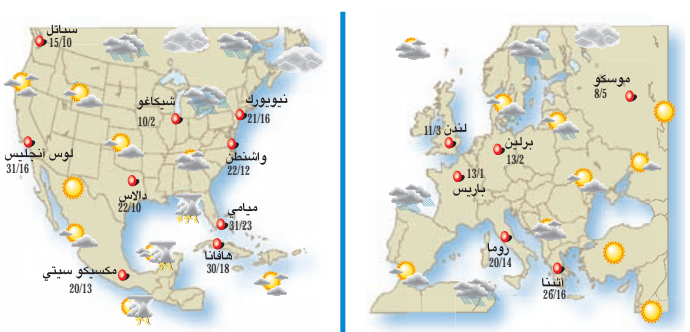 سياتل
15/10
شيكاغو
10/2
نيويورك
21/16
واشنطن
22/12
لوس أنجلس
31/16
دالاس
22/10
ميامي
31/23
هافانا
30/18
مكسيكو سيتي
20/13
موسكو
8/5
لندن 11/3
برلين
13/2
13/1
باريس
روما
20/14
أثينا
26/16